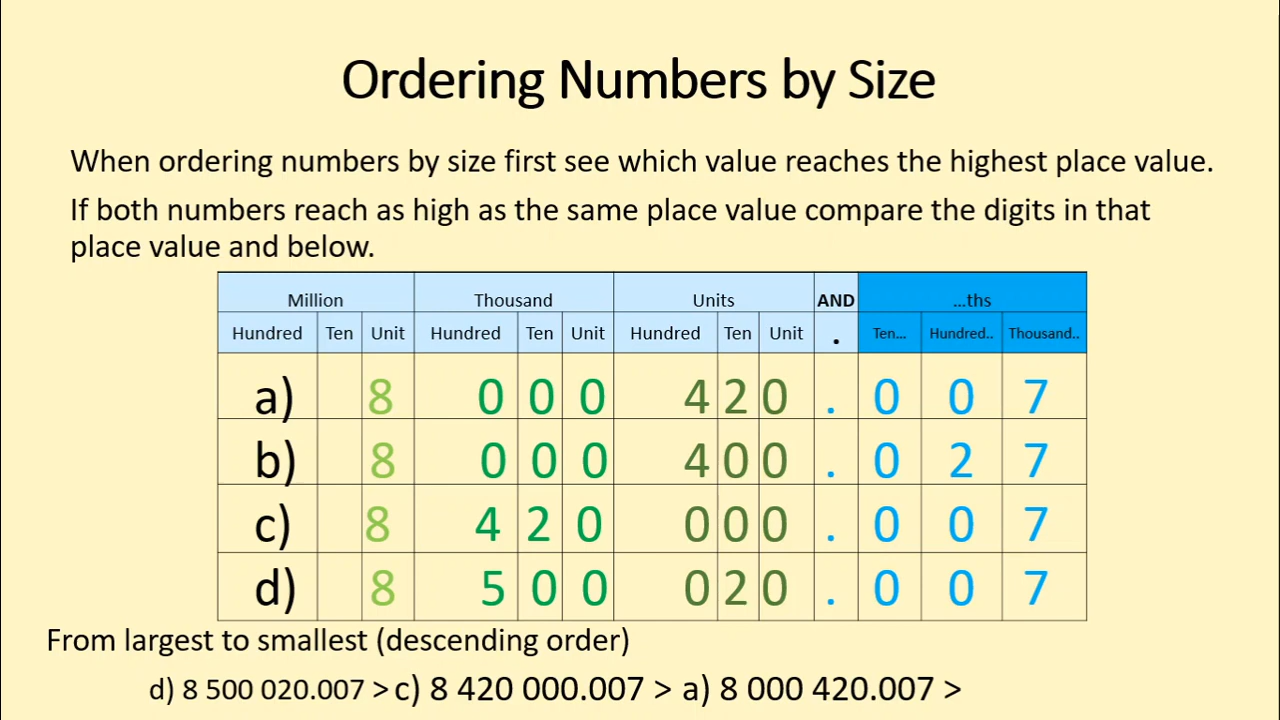 Ordering Numbers by Size
When ordering numbers by size first see which value reaches the highest place value.
If both numbers reach as high as the same place value compare the digits in that
place value and below.
Million Thousand Units AND ...ths
Hundred Ten Unit Hundred Ten Unit Hundred Ten Unit . Ten... Hundred.. Thousand..
a) 8 0 0 0 4 2 0 . 0 0 7
b) 8 0 0 0 4 0 0 . 0 2 7
c) 8 4 2 0 0 0 0 . 0 0 7
d) 8 5 0 0 0 2 0 . 0 0 7
From largest to smallest (descending order)
d) 8 500 020.007 > c) 8 420 000.007 > a) 8 000 420.007 >